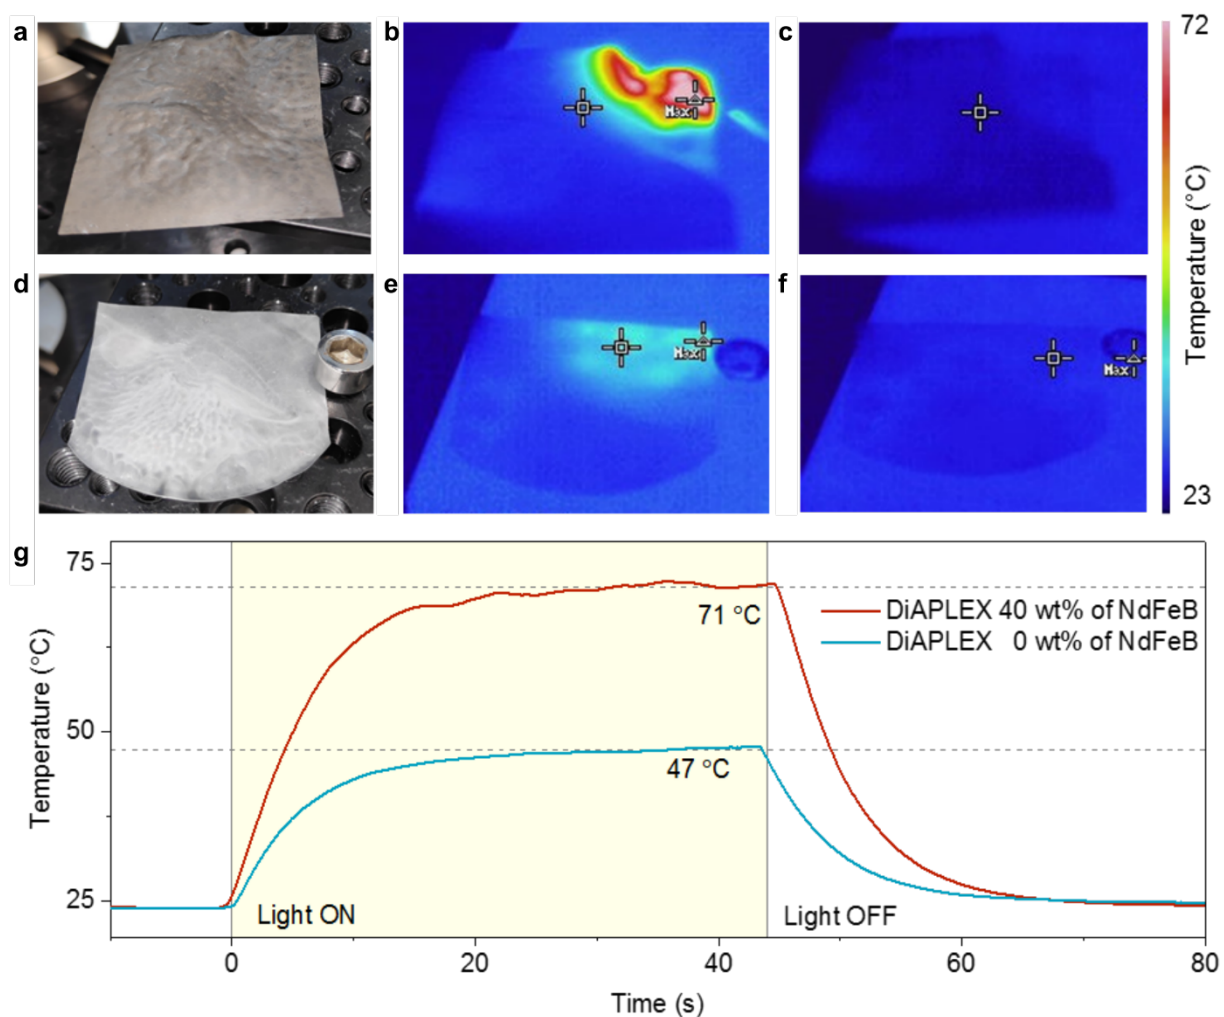 a
b
c
72
Max
Temperature (°C)
23
d
e
f
Max
Max
g
75
50
25
Temperature (°C)
71 °C
47 °C
DiAPLEX 40 wt% of NdFeB
DiAPLEX 0 wt% of NdFeB
Light ON
Light OFF
0
20
40
60
80
Time (s)